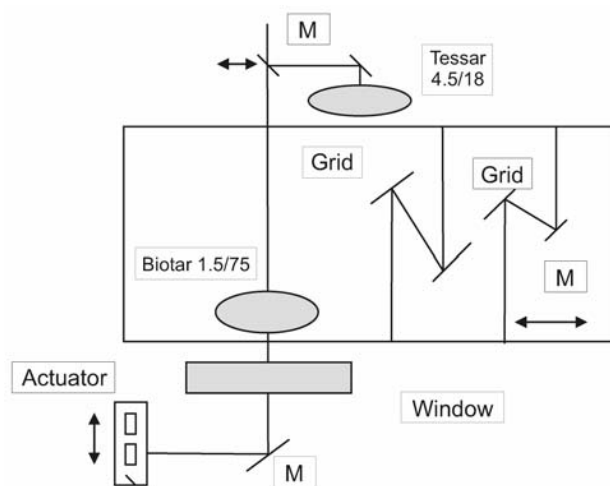 M
Tessar
4.5/18
Grid
Grid
Biotar 1.5/75
M
Actuator
Window
M